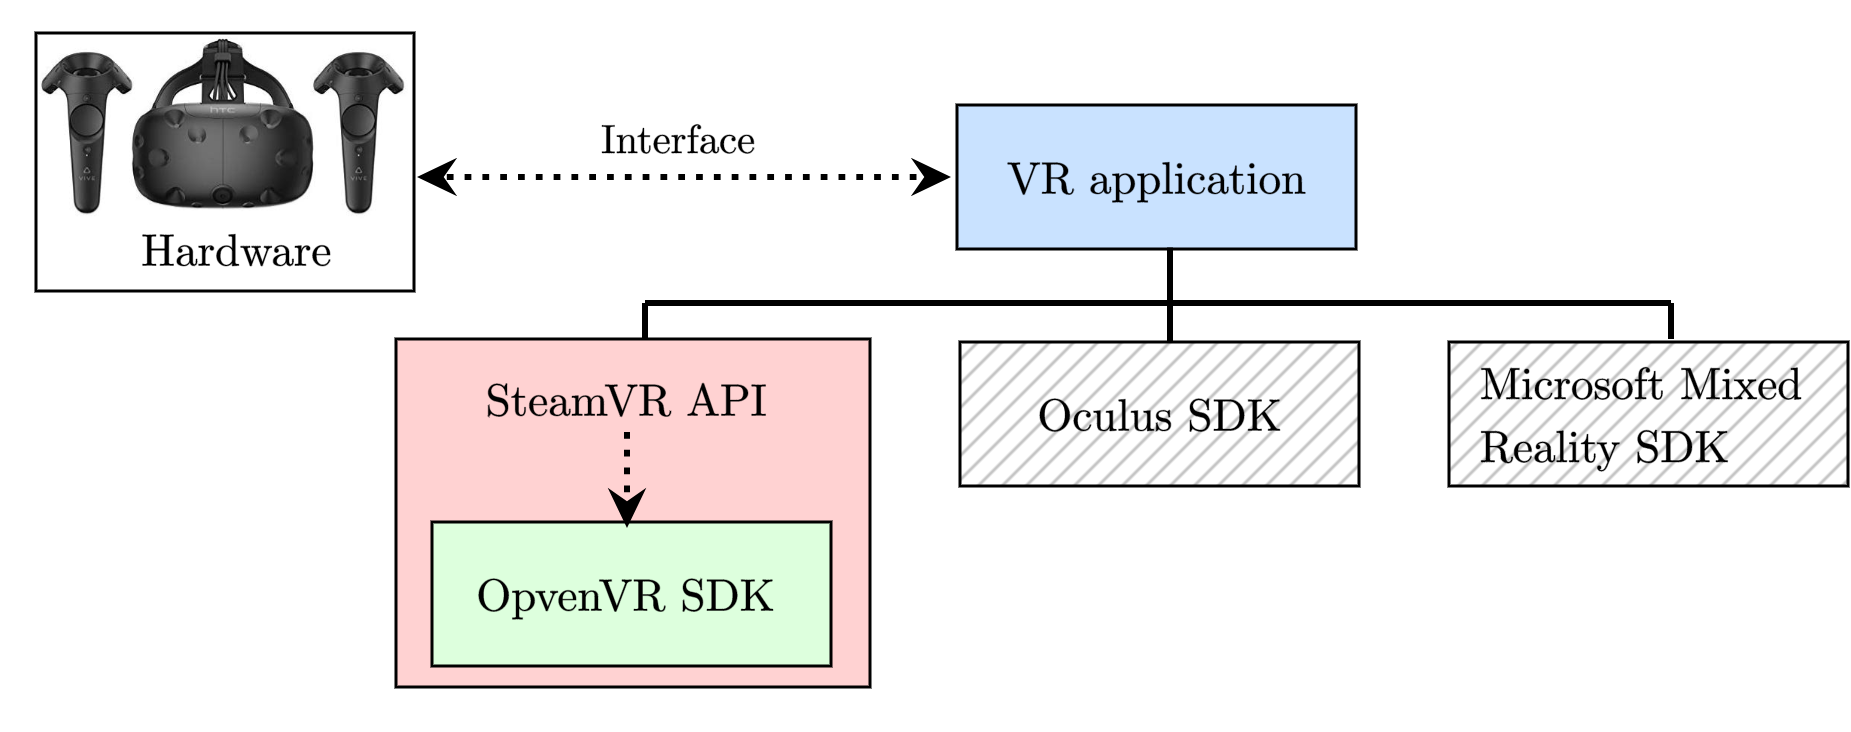 hTC
VIVE
VIVE
Hardware
Interface
VR application
SteamVR API
OpvenVR SDK
Oculus SDK
Microsoft Mixed
Reality SDK